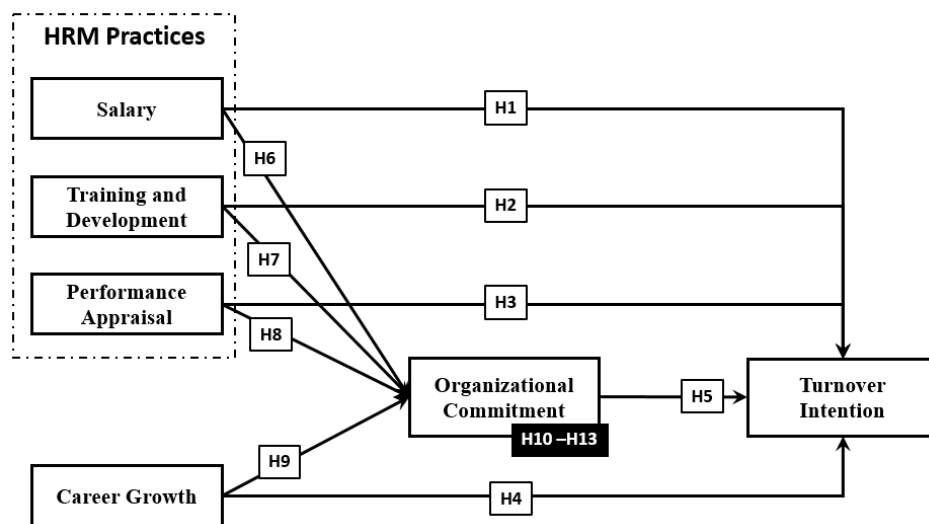 HRM Practices
Salary
H1
H6
Training and
Development
H2
H7
Performance
Appraisal
H3
H8
Organizational
Commitment
H10 –H13
H5
Turnover
Intention
H9
Career Growth
H4